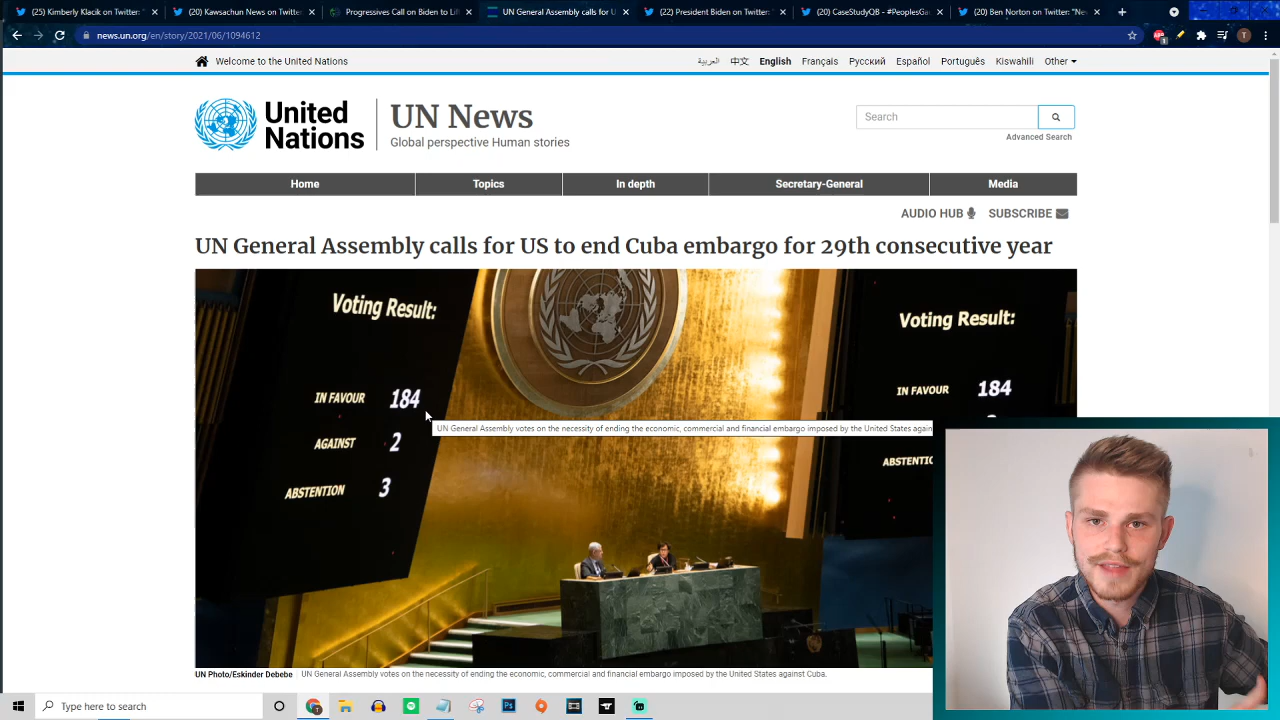 (25) Kimberly Klacik on Twitter: "
(20) Kawsachun News on Twitter
Progressives Call on Biden to Lift
UN General Assembly calls for U
(22) President Biden on Twitter: "
(20) CaseStudyQB - #PeoplesGa
(20) Ben Norton on Twitter: "Nev
news.un.org/en/story/2021/06/1094612
T
Welcome to the United Nations
العربية
中文
English
Français
Русский
Español
Português
Kiswahili
Other
United Nations
UN News
Global perspective Human stories
Search
Advanced Search
Home
Topics
In depth
Secretary-General
Media
AUDIO HUB
SUBSCRIBE
UN General Assembly calls for US to end Cuba embargo for 29th consecutive year
Voting Result:
IN FAVOUR 184
AGAINST 2
ABSTENTION 3
Voting Result:
IN FAVOUR 184
ABSTENTIO
UN General Assembly votes on the necessity of ending the economic, commercial and financial embargo imposed by the United States again
UN Photo/Eskinder Debebe
UN General Assembly votes on the necessity of ending the economic, commercial and financial embargo imposed by the United States against Cuba.
Type here to search